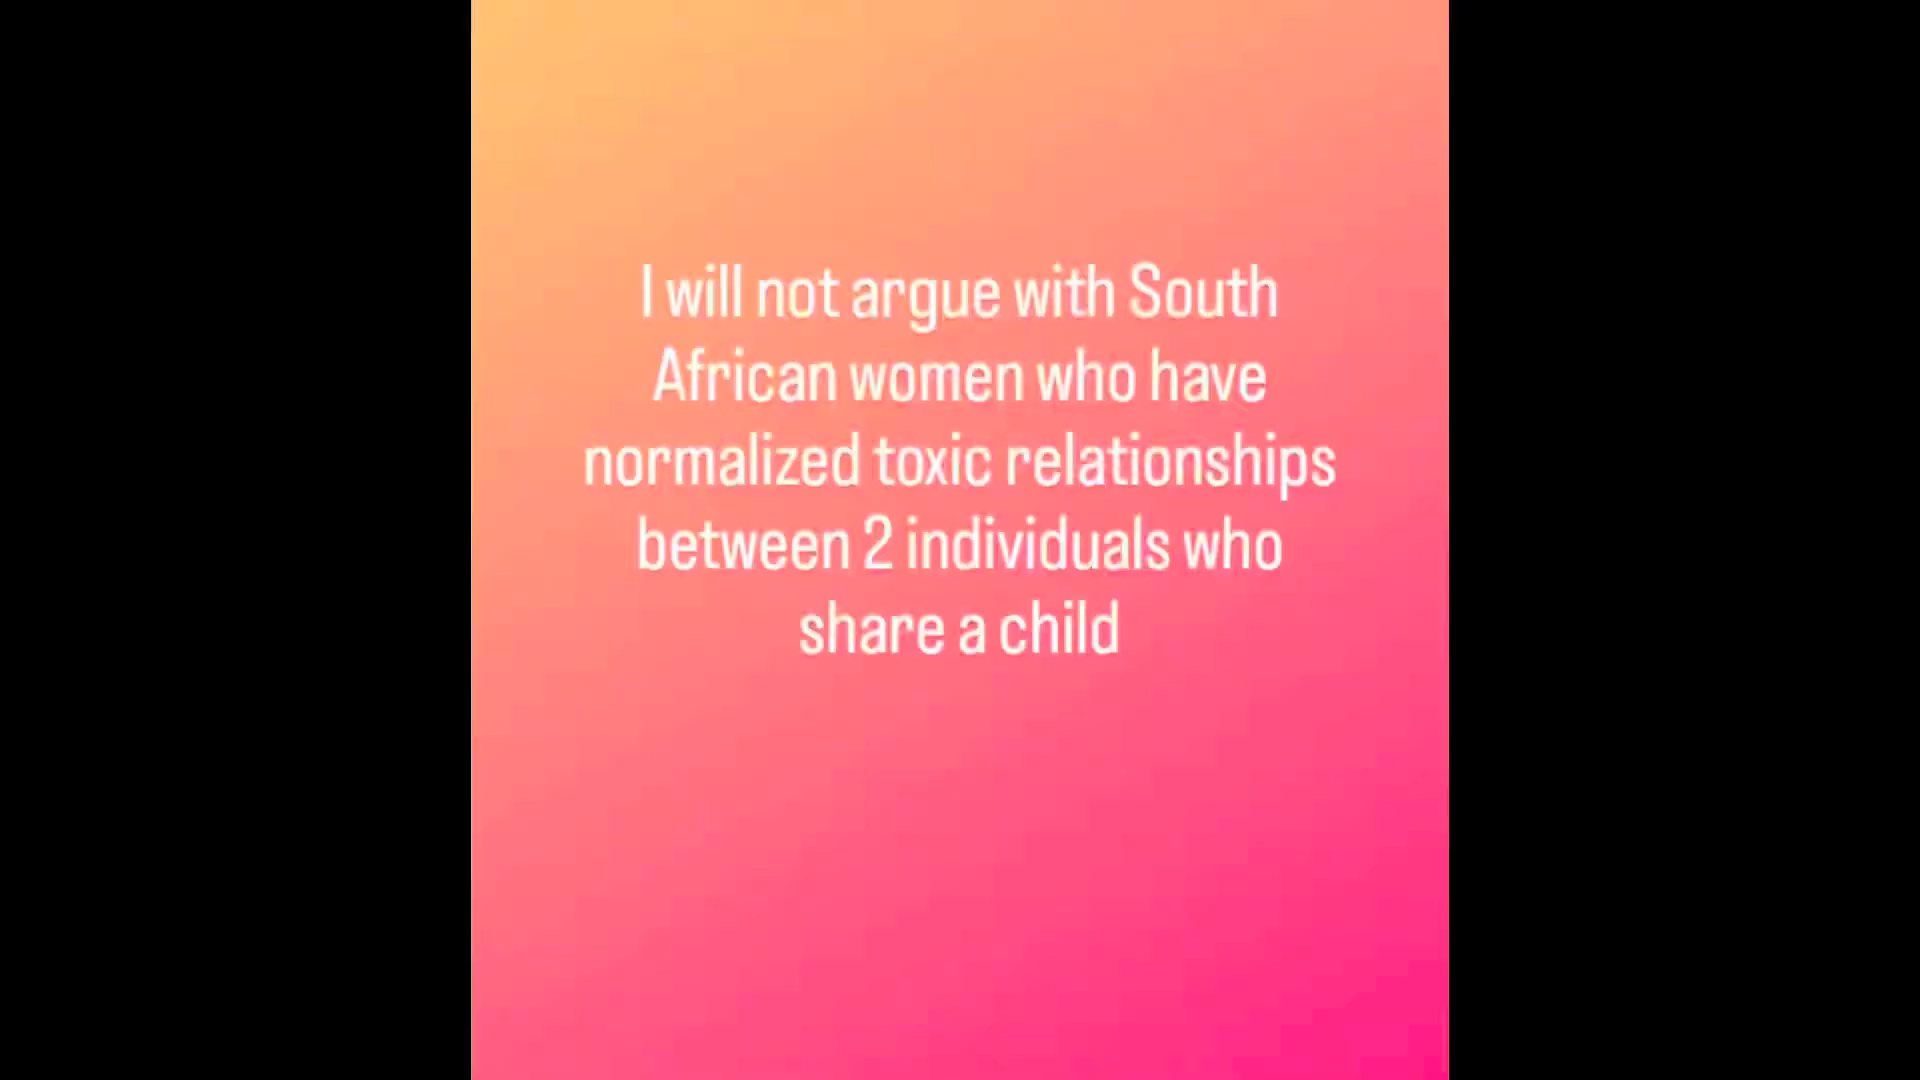 I will not argue with South
African women who have
normalized toxic relationships
between 2 individuals who
share a child